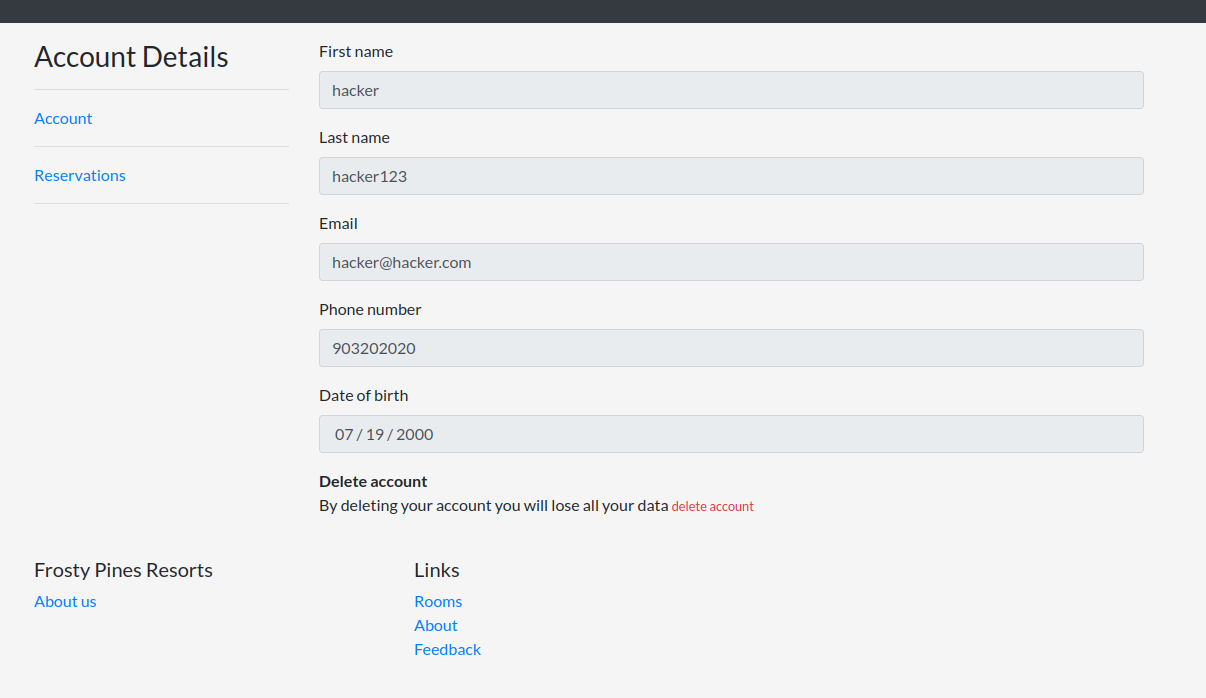 Account Details
Account
Reservations
First name
hacker
Last name
hacker123
Email
hacker@hacker.com
Phone number
903202020
Date of birth
07 / 19 / 2000
Delete account
By deleting your account you will lose all your data delete account
Frosty Pines Resorts
About us
Links
Rooms
About
Feedback